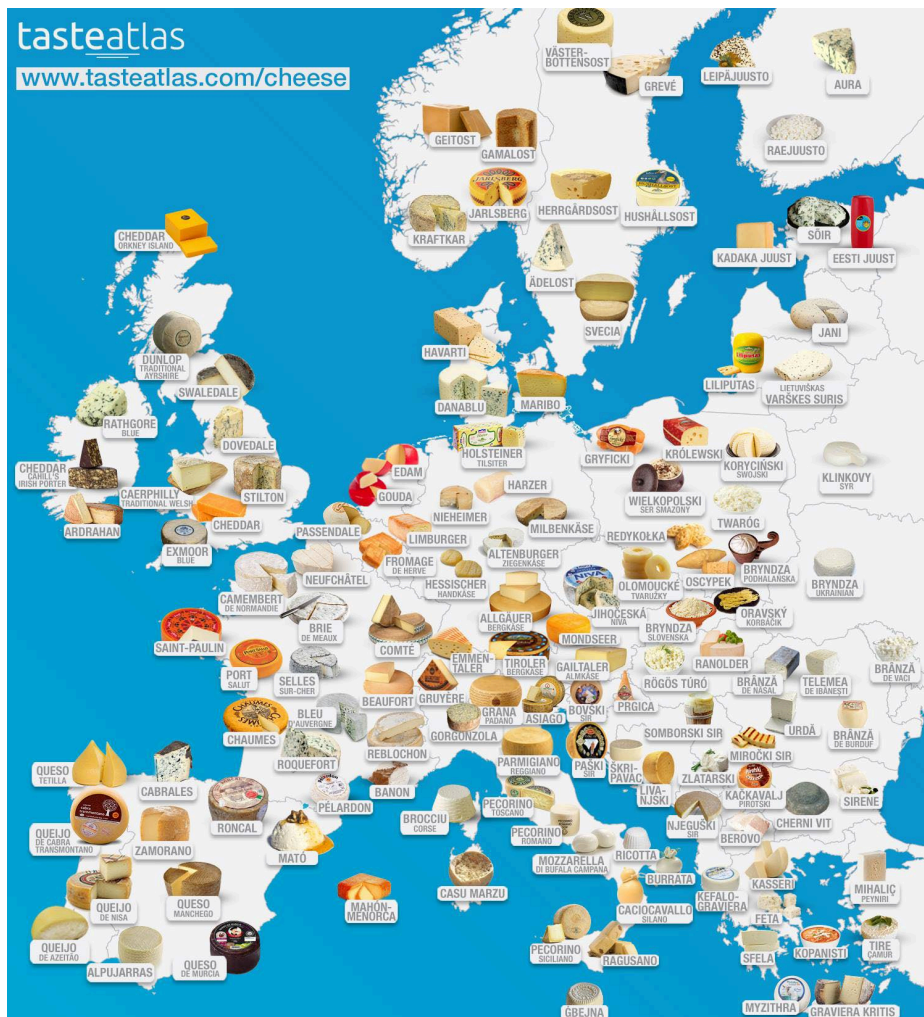 tasteatlas
www.tasteatlas.com/cheese
VÄSTER-
BOTTENSOST
GREVÉ
LEIPÄJUUSTO
AURA
GEITOST
GAMALOST
RAEJUUSTO
JARLSBERG
JARLSBERG
HERRGÅRDSOST
HUSHÅLLSOST
KRAFTKAR
CHEDDAR
ORKNEY ISLAND
KADAKA JUUST
SÕIR
EESTI JUUST
ÄDELOST
SVECIA
JANI
HAVARTI
DUNLOP
TRADITIONAL
AYRSHIRE
SWALEDALE
LILIPUTAS
LIETUVIŠKAS
VARŠKES SURIS
DANABLU
MARIBO
RATHGORE
BLUE
DOVEDALE
HOLSTEINER
TILSITER
GRYFICKI
KRÓLEWSKI
KORYCIŃSKI
SWOJSKI
KLINKOVY
SYR
CHEDDAR
CAHILL'S
IRISH PORTER
CAERPHILLY
TRADITIONAL WELSH
STILTON
EDAM
GOUDA
HARZER
NIEHEIMER
WIELKOPOLSKI
SER SMAZONY
TWARÓG
ARDRAHAN
CHEDDAR
PASSENDALE
LIMBURGER
MILBENKÄSE
REDYKOŁKA
EXMOOR
BLUE
FROMAGE
DE HERVE
ALTENBURGER
ZIEGENKÄSE
HESSISCHER
HANDKÄSE
OLOMOUCKÉ
TVARUŽKY
OSCYPEK
BRYNDZA
PODHALAŃSKA
BRYNDZA
UKRAINIAN
NEUFCHÂTEL
CAMEMBERT
DE NORMANDIE
NIVA
JIHOČESKÁ
NIVA
BRYNDZA
SLOVENSKA
ORAVSKÝ
KORBÁČIK
BRIE
DE MEAUX
ALLGÄUER
BERGKÄSE
MONDSEER
SAINT-PAULIN
COMTÉ
EMMEN-
TALER
TIROLER
BERGKÄSE
GAILTALER
ALMKÄSE
RÖGÖS TÚRÓ
RANOLDER
BRÂNZĂ
DE NĂSAL
TELEMEA
DE IBĂNEȘTI
BRÂNZĂ
DE VACI
PORT
SALUT
SELLES
SUR-CHER
BEAUFORT
GRUYÈRE
GRANA
PADANO
ASIAGO
BOVŠKI
SIR
PRGICA
CHAUMES
BLEU
D'AUVERGNE
GORGONZOLA
SOMBORSKI SIR
URDĂ
BRÂNZĂ
DE BURDUF
ROQUEFORT
REBLOCHON
PARMIGIANO
REGGIANO
PAŠKI
SIR
ŠKRI-
PAVAC
LIVA-
NJSKI
ZLATARSKI
MIROČKI SIR
QUESO
TETILLA
CABRALES
PÉLARDON
BANON
KAČKAVALJ
PIROTSKI
SIRENE
QUEIJO
DE CABRA
TRANSMONTANO
ZAMORANO
RONCAL
MATÓ
BROCCIU
CORSE
PECORINO
TOSCANO
PECORINO
ROMANO
NJEGUŠKI
SIR
BEROVO
CHERNI VIT
MOZZARELLA
DI BUFALA CAMPANA
RICOTTA
BURRATA
QUEIJO
DE NISA
QUESO
MANCHEGO
MAHÓN-
MENORCA
CASU MARZU
CACIOCAVALLO
SILANO
KEFALO-
GRAVIERA
KASSERI
MIHALIÇ
PEYNIRI
FETA
QUEIJO
DE AZEITÃO
ALPUJARRAS
QUESO
DE MURCIA
PECORINO
SICILIANO
RAGUSANO
SFELA
KOPANISTI
TIRE
ÇAMUR
ĠBEJNA
MYZITHRA
GRAVIERA KRITIS